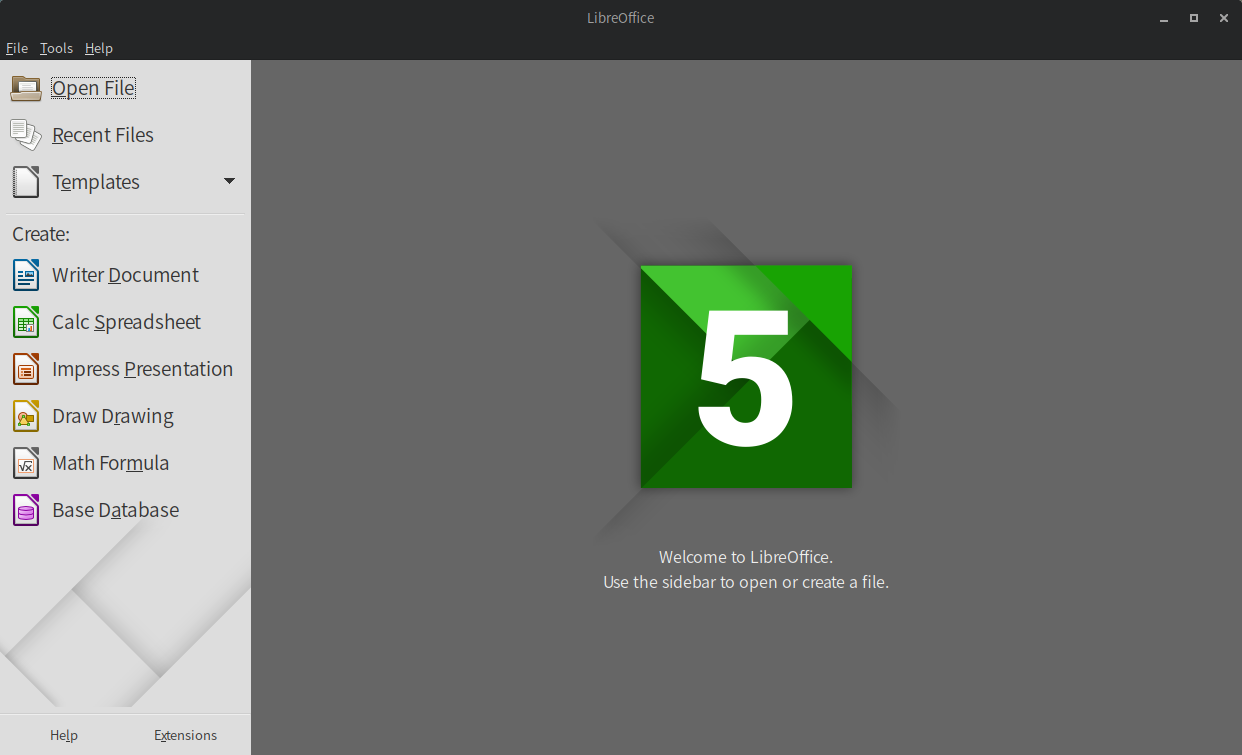 LibreOffice
File Tools Help
Open File
Recent Files
Templates
Create:
Writer Document
Calc Spreadsheet
Impress Presentation
Draw Drawing
Math Formula
Base Database
5
Welcome to LibreOffice.
Use the sidebar to open or create a file.
Help Extensions